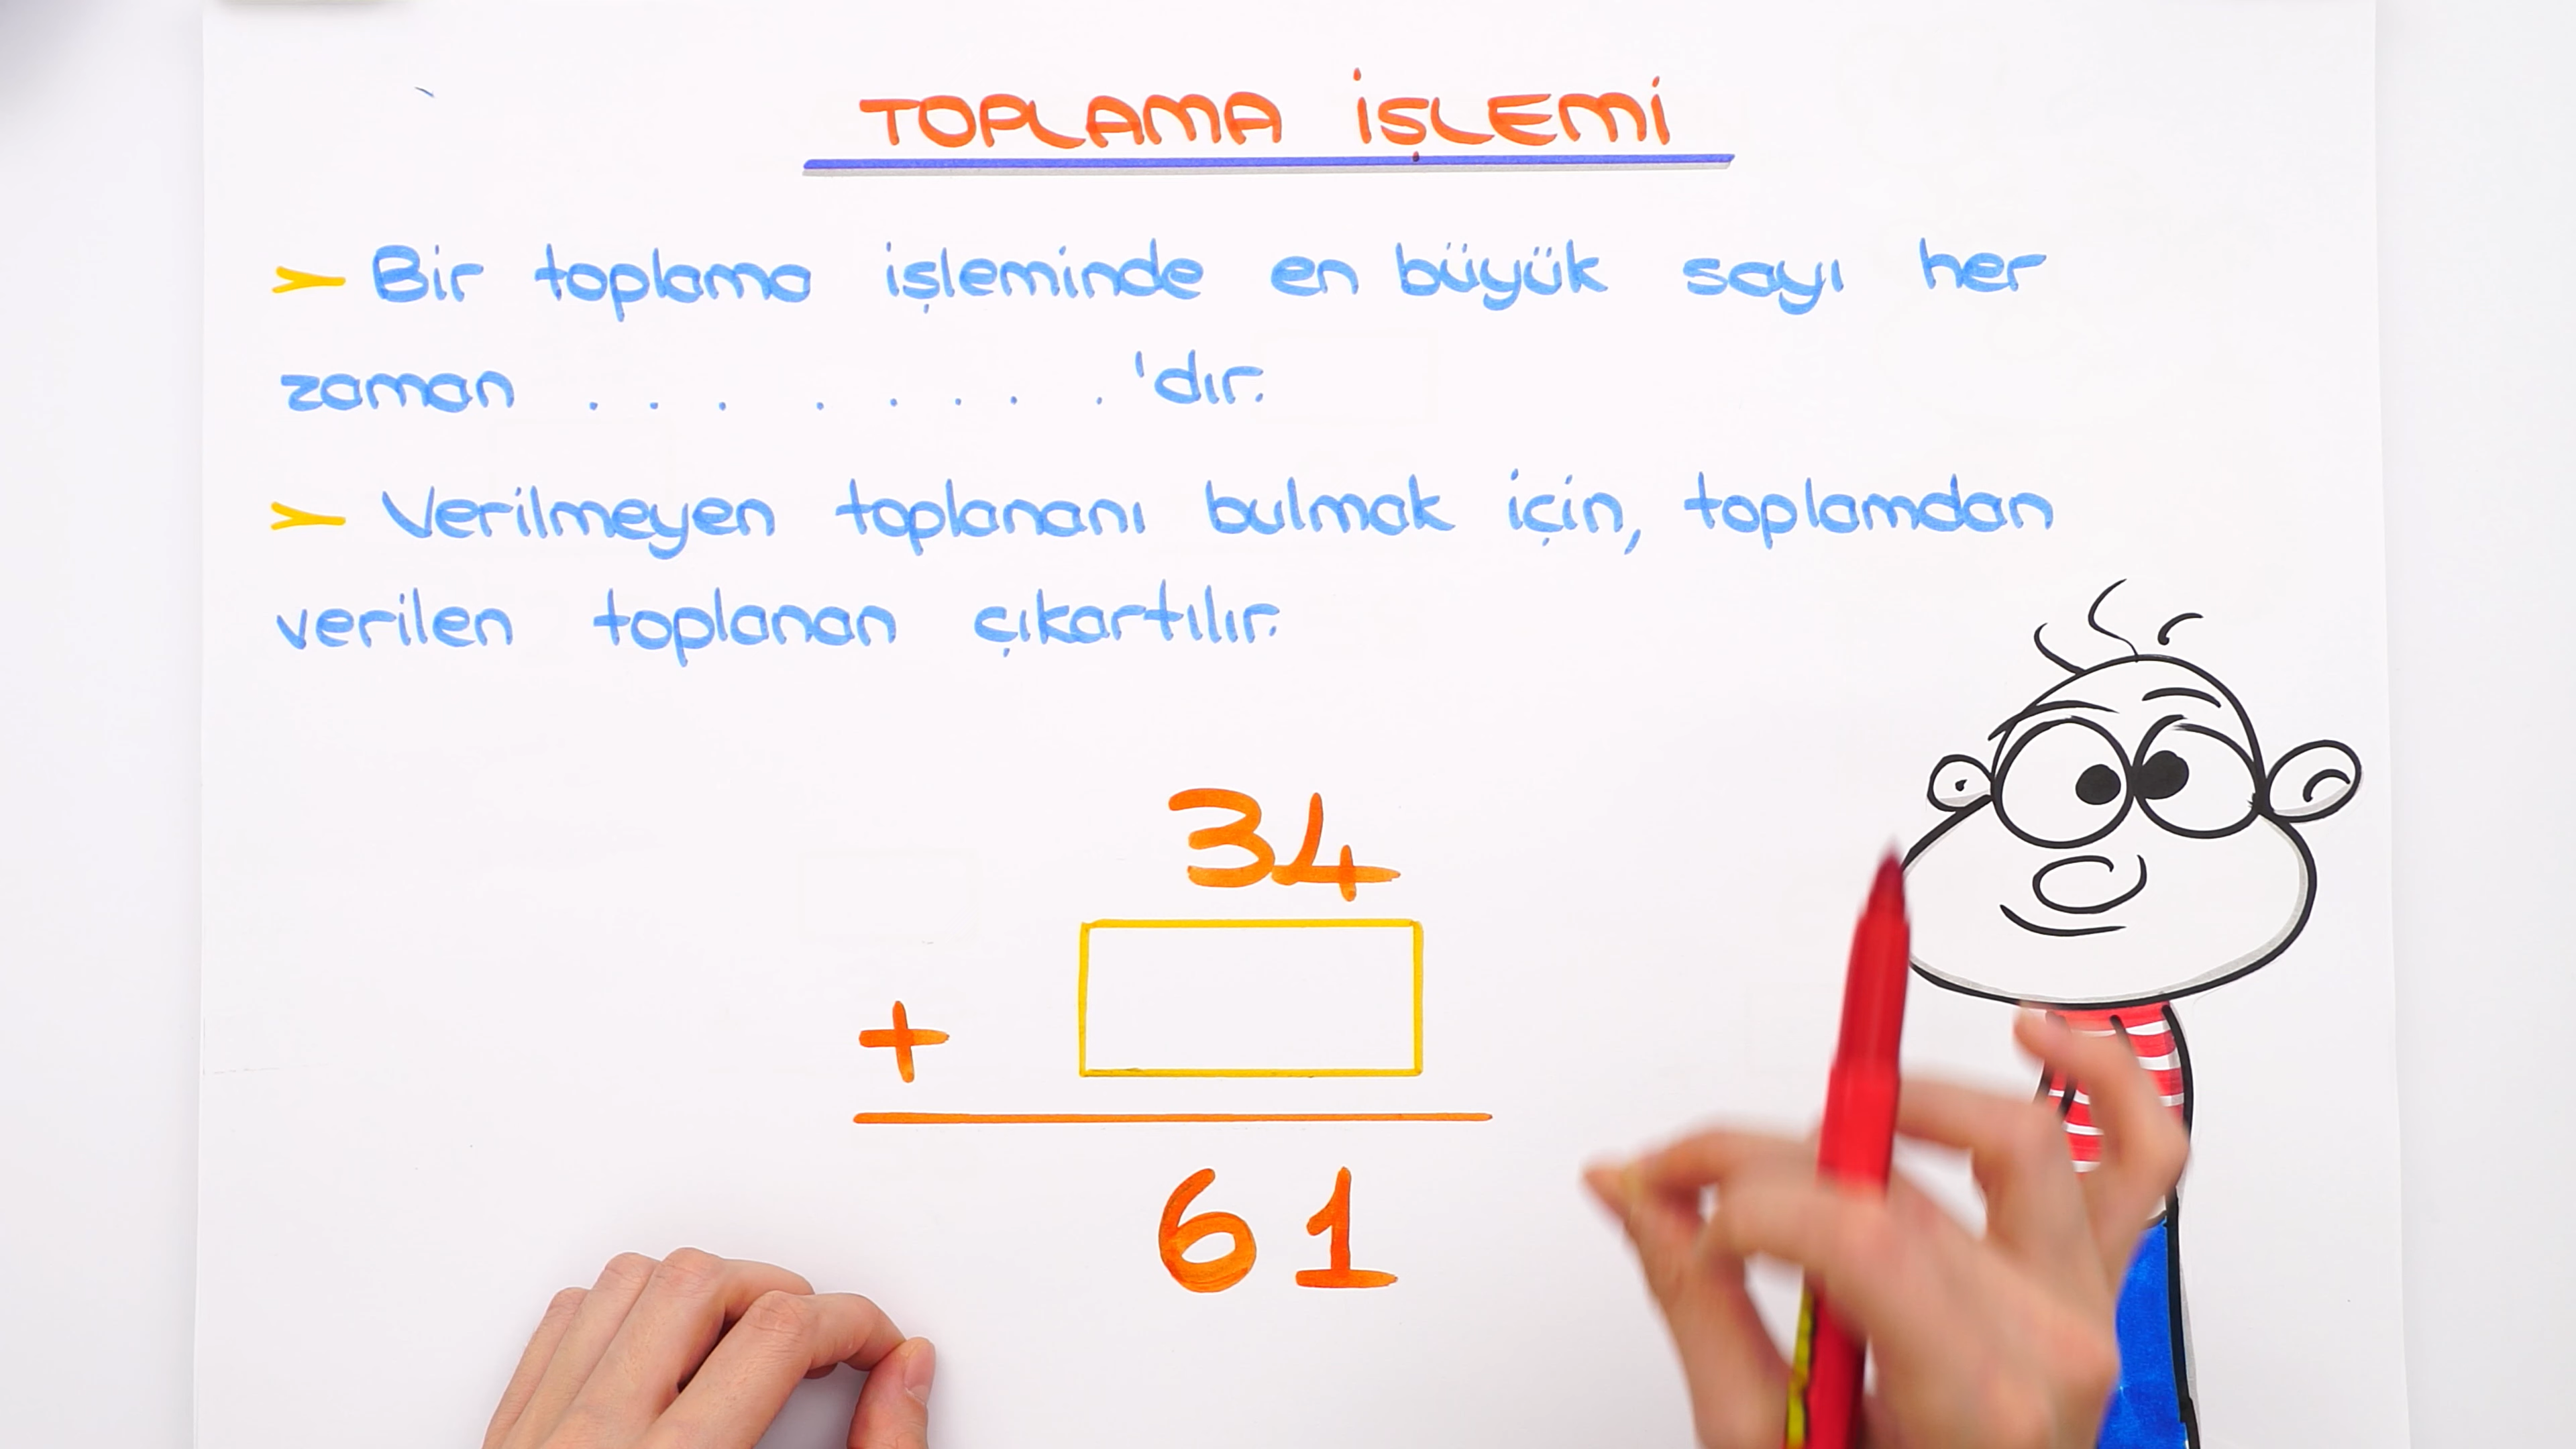 TOPLAMA İŞLEMİ
> Bir toplama işleminde en büyük sayı her
zaman . . . . . . . . 'dır.
> Verilmeyen toplananı bulmak için, toplamdan
verilen toplanan çıkartılır.
34
+
61